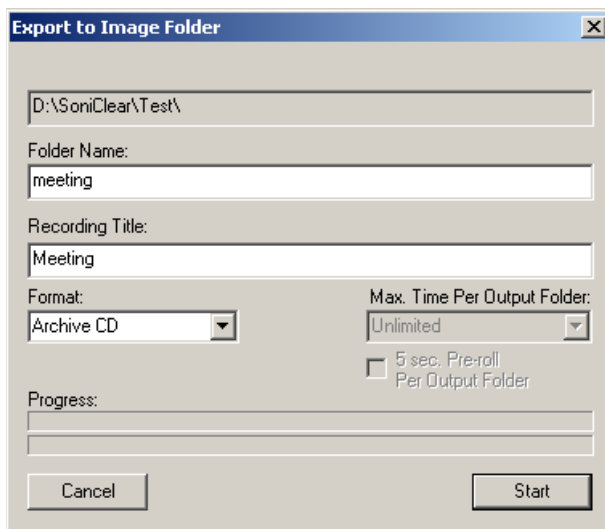 Export to Image Folder
D:\SoniClear\Test\
Folder Name:
meeting
Recording Title:
Meeting
Format:
Max. Time Per Output Folder:
Archive CD
Unlimited
5 sec. Pre-roll
Per Output Folder
Progress:
Cancel
Start